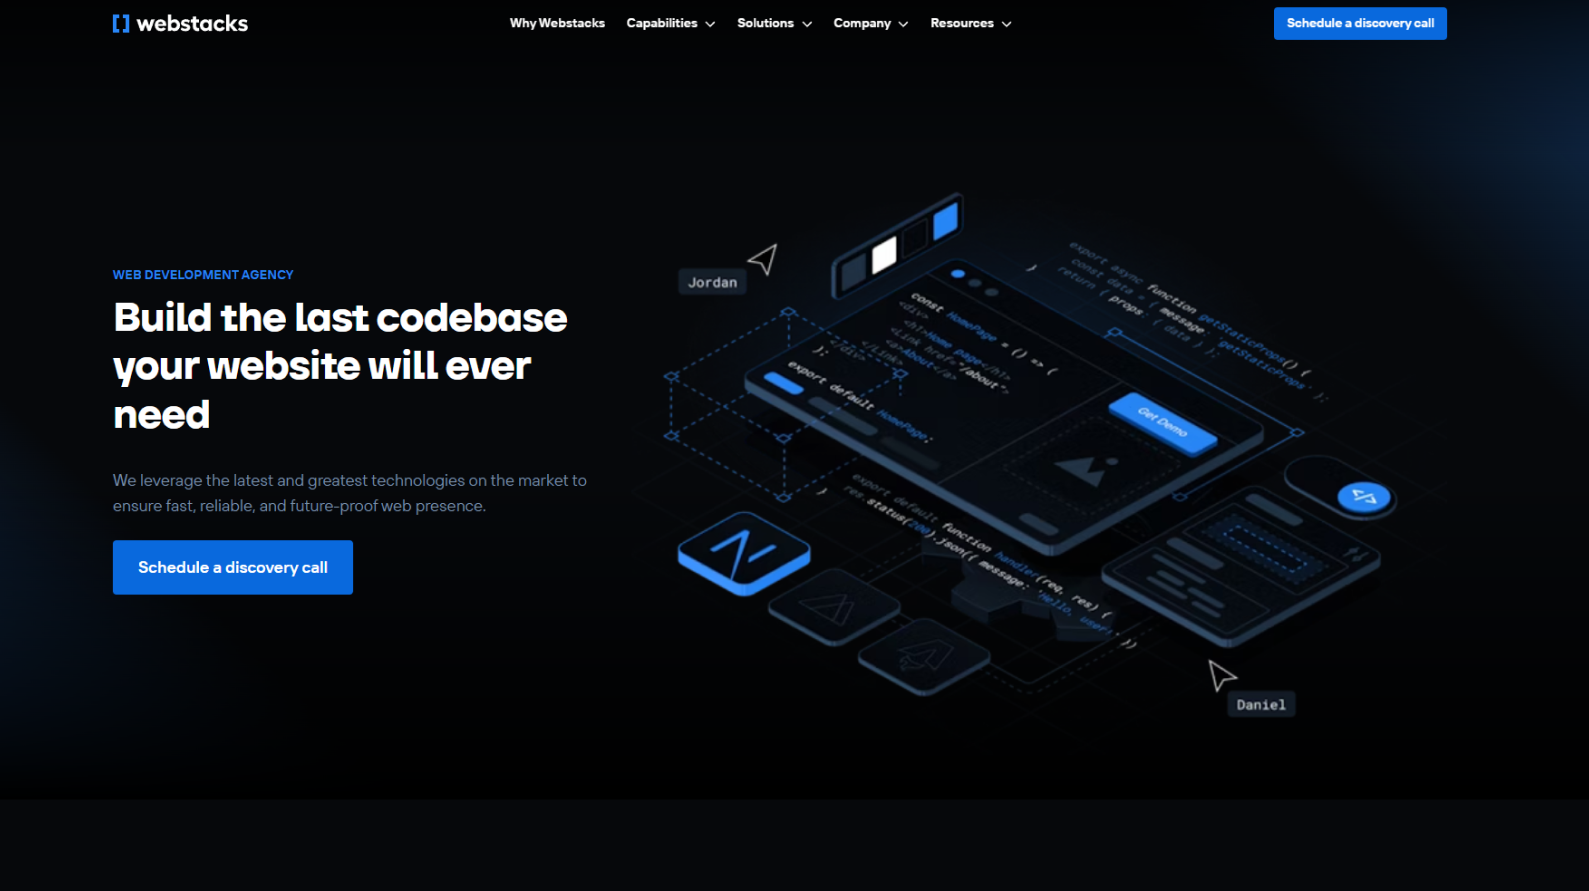 webstacks
Why Webstacks
Capabilities
Solutions
Company
Resources
Schedule a discovery call
WEB DEVELOPMENT AGENCY
Build the last codebase
your website will ever
need
We leverage the latest and greatest technologies on the market to
ensure fast, reliable, and future-proof web presence.
Schedule a discovery call
Jordan
export async function getStaticProps() {
const data = { message: 'getStaticProps' };
return { props: { data } };
}
const HomePage = () => (
<div>
<h1>Home page</h1>
<Link href="/about">
<a>About</a>
</Link>
</div>
);
export default HomePage;
Get Demo
</>
export default function handler(req, res) {
res.status(200).json({ message: 'Hello, user!' })
}
Daniel